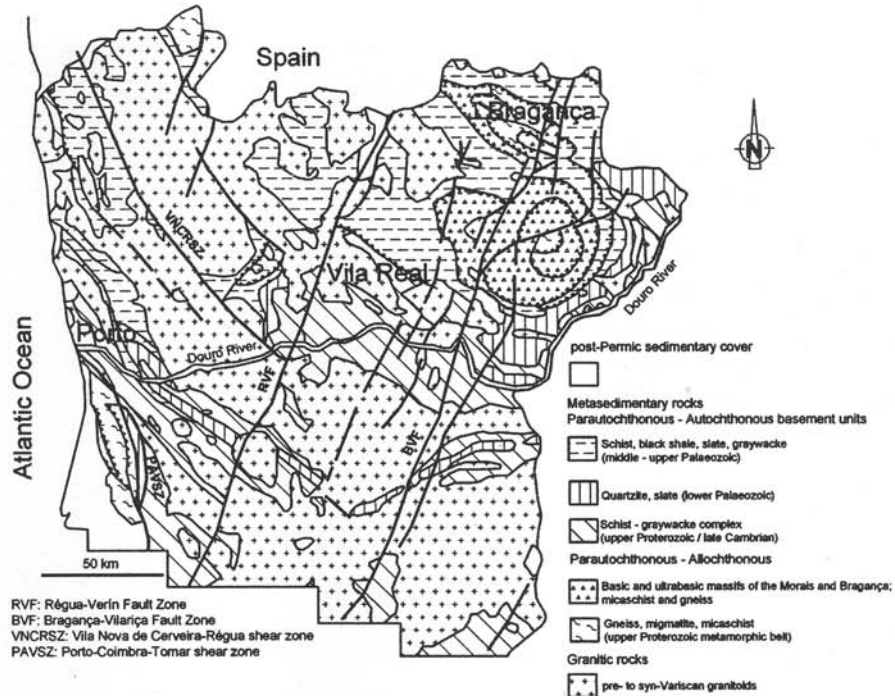 Spain
Bragança
N
VNCRSZ
Vila Real
Douro River
Porto
Douro River
RVF
Atlantic Ocean
BVF
PAVSZ
50 km
RVF: Régua-Verín Fault Zone
BVF: Bragança-Vilariça Fault Zone
VNCRSZ: Vila Nova de Cerveira-Régua shear zone
PAVSZ: Porto-Coimbra-Tomar shear zone
post-Permic sedimentary cover
Metasedimentary rocks
Parautochthonous - Autochthonous basement units
Schist, black shale, slate, graywacke
(middle - upper Palaeozoic)
Quartzite, slate (lower Palaeozoic)
Schist - graywacke complex
(upper Proterozoic / late Cambrian)
Parautochthonous - Allochthonous
Basic and ultrabasic massifs of the Morais and Bragança;
micaschist and gneiss
Gneiss, migmatite, micaschist
(upper Proterozoic metamorphic belt)
Granitic rocks
pre- to syn-Variscan granitoids